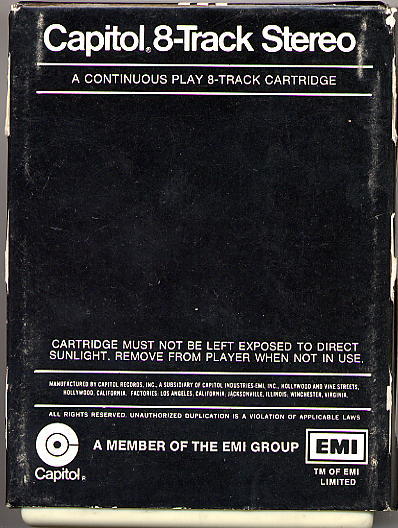 Capitol® 8-Track Stereo
A CONTINUOUS PLAY 8-TRACK CARTRIDGE
CARTRIDGE MUST NOT BE LEFT EXPOSED TO DIRECT
SUNLIGHT. REMOVE FROM PLAYER WHEN NOT IN USE.
MANUFACTURED BY CAPITOL RECORDS, INC., A SUBSIDIARY OF CAPITOL INDUSTRIES-EMI, INC., HOLLYWOOD AND VINE STREETS,
HOLLYWOOD, CALIFORNIA. FACTORIES: LOS ANGELES, CALIFORNIA, JACKSONVILLE, ILLINOIS, WINCHESTER, VIRGINIA.
ALL RIGHTS RESERVED. UNAUTHORIZED DUPLICATION IS A VIOLATION OF APPLICABLE LAWS
Capitol®
A MEMBER OF THE EMI GROUP
EMI
TM OF EMI
LIMITED